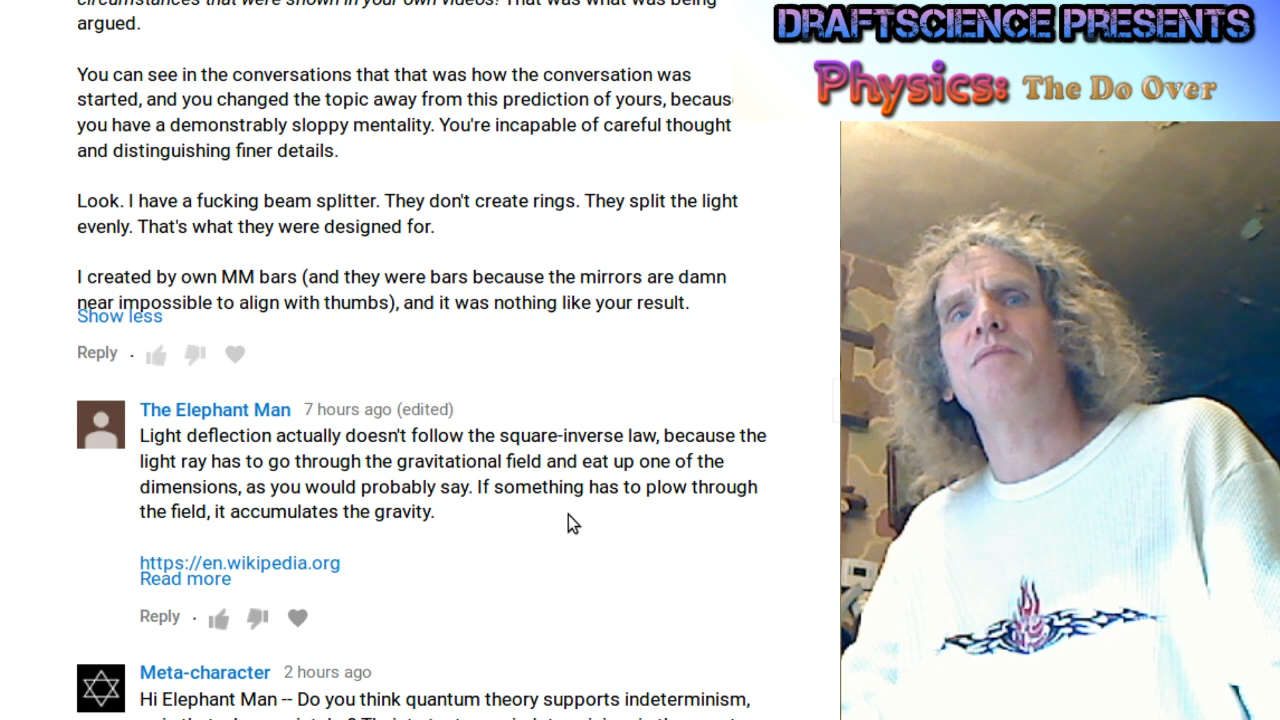 circumstances that were shown in your own videos! That was what was being
argued.
You can see in the conversations that that was how the conversation was
started, and you changed the topic away from this prediction of yours, becaus
you have a demonstrably sloppy mentality. You're incapable of careful thought
and distinguishing finer details.
Look. I have a fucking beam splitter. They don't create rings. They split the light
evenly. That's what they were designed for.
I created by own MM bars (and they were bars because the mirrors are damn
near impossible to align with thumbs), and it was nothing like your result.
Show less
Reply .
The Elephant Man 7 hours ago (edited)
Light deflection actually doesn't follow the square-inverse law, because the
light ray has to go through the gravitational field and eat up one of the
dimensions, as you would probably say. If something has to plow through
the field, it accumulates the gravity.
https://en.wikipedia.org
Read more
Reply .
Meta-character 2 hours ago
Hi Elephant Man -- Do you think quantum theory supports indeterminism,
DRAFTSCIENCE PRESENTS
Physics: The Do Over